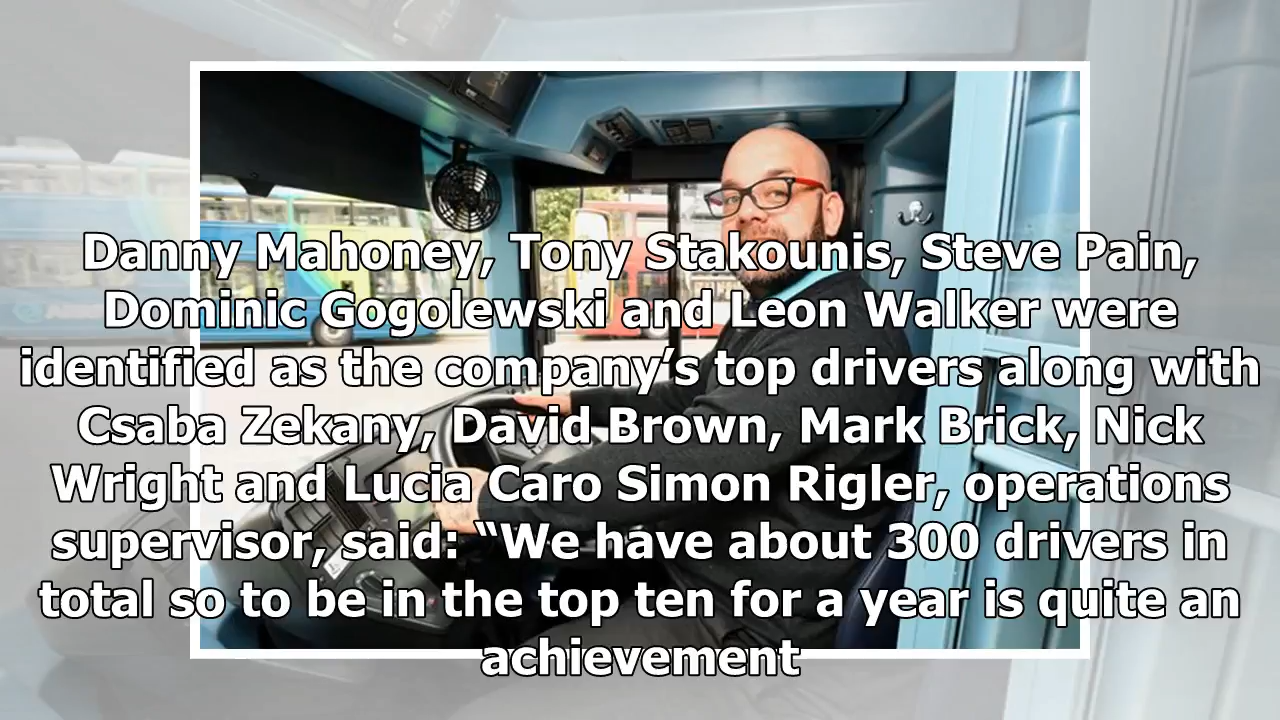 Danny Mahoney, Tony Stakounis, Steve Pain,
Dominic Gogolewski and Leon Walker were
identified as the company’s top drivers along with
Csaba Zekany, David Brown, Mark Brick, Nick
Wright and Lucia Caro Simon Rigler, operations
supervisor, said: “We have about 300 drivers in
total so to be in the top ten for a year is quite an
achievement